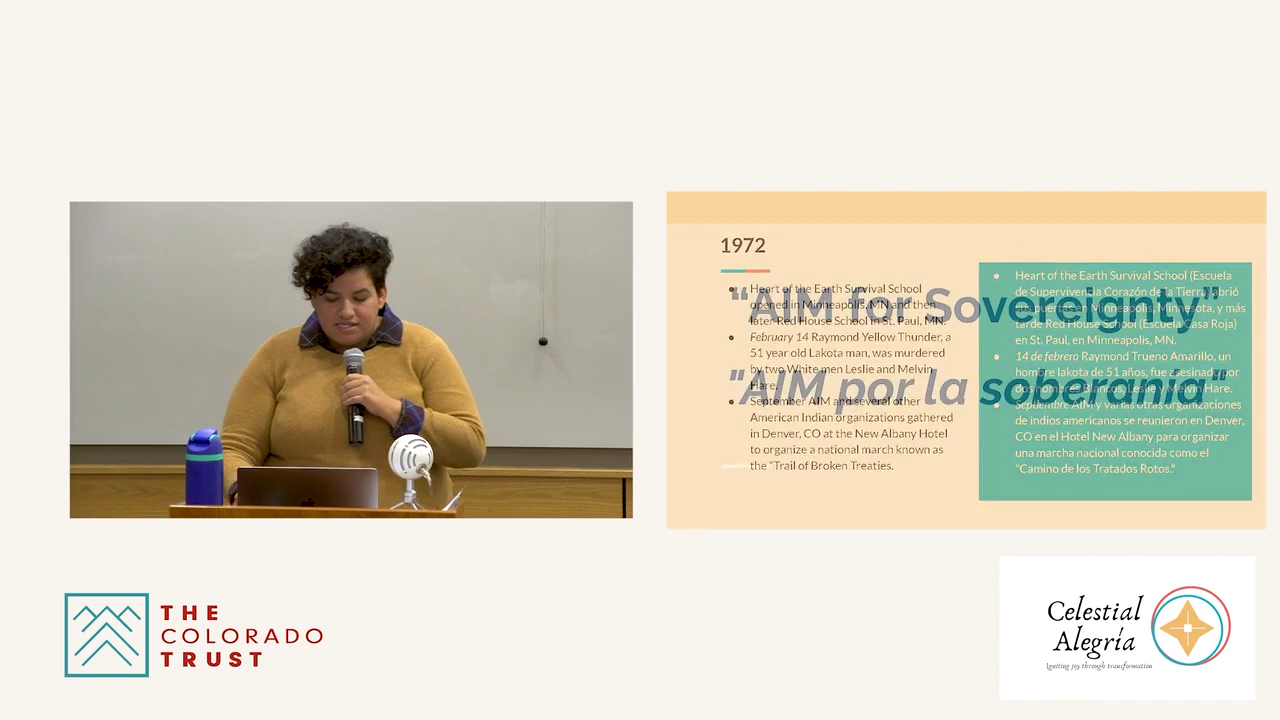 1972
Heart of the Earth Survival School
opened in Minneapolis, MN and then
later Red House School in St. Paul, MN.
February 14 Raymond Yellow Thunder, a
51 year old Lakota man, was murdered
by two White men Leslie and Melvin
Hare.
September AIM and several other
American Indian organizations gathered
in Denver, CO at the New Albany Hotel
to organize a national march known as
the "Trail of Broken Treaties.
Heart of the Earth Survival School (Escuela
de Supervivencia Corazón de la Tierra) abrió
sus puertas en Minneapolis, Minnesota, y más
tarde Red House School (Escuela Casa Roja)
en St. Paul, en Minneapolis, MN.
14 de febrero Raymond Trueno Amarillo, un
hombre lakota de 51 años, fue asesinado por
dos hombres Blancos, Leslie y Melvin Hare.
Septiembre AIM y varias otras organizaciones
de indios americanos se reunieron en Denver,
CO en el Hotel New Albany para organizar
una marcha nacional conocida como el
"Camino de los Tratados Rotos."
"AIM for Sovereignty"
"AIM por la soberanía"
THE
COLORADO
TRUST
Celestial
Alegría
Igniting joy through transformation